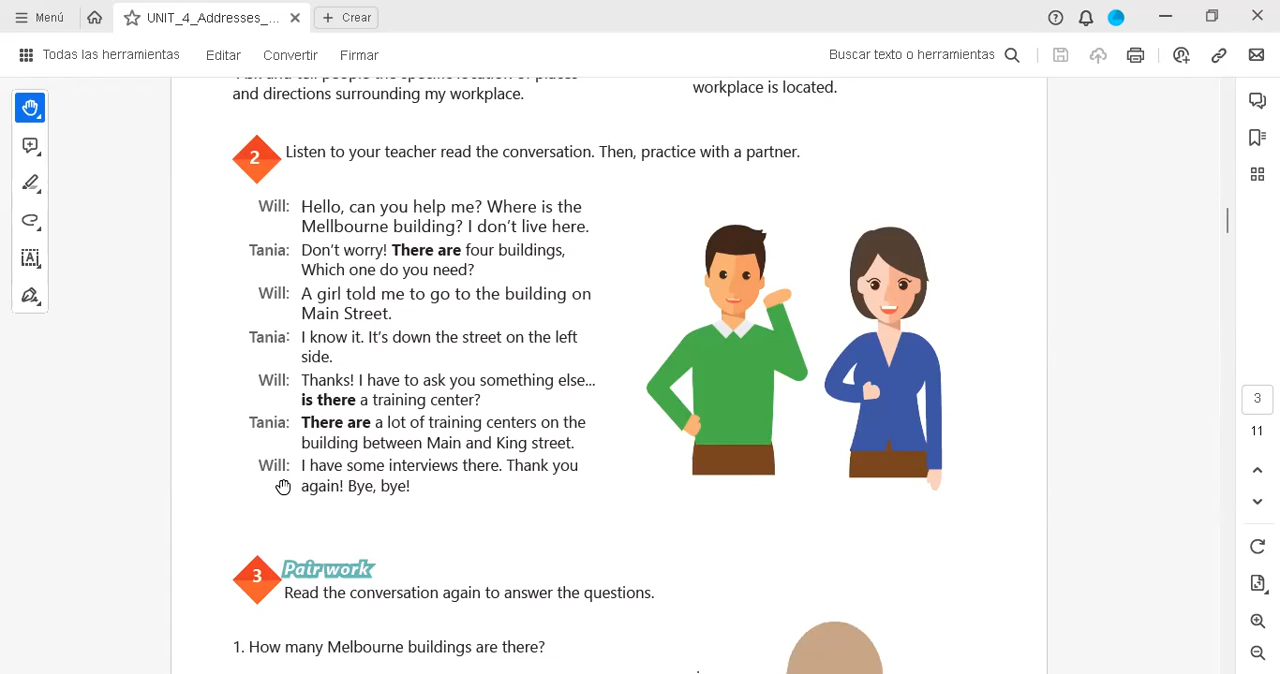 Menú
UNIT_4_Addresses_...
Crear
Todas las herramientas
Editar
Convertir
Firmar
Buscar texto o herramientas
and directions surrounding my workplace.
workplace is located.
2
Listen to your teacher read the conversation. Then, practice with a partner.
Will: Hello, can you help me? Where is the
Mellbourne building? I don't live here.
Tania: Don't worry! There are four buildings,
Which one do you need?
Will: A girl told me to go to the building on
Main Street.
Tania: I know it. It's down the street on the left
side.
Will: Thanks! I have to ask you something else...
is there a training center?
Tania: There are a lot of training centers on the
building between Main and King street.
Will: I have some interviews there. Thank you
again! Bye, bye!
3
Pair work
Read the conversation again to answer the questions.
1. How many Melbourne buildings are there?
3
11